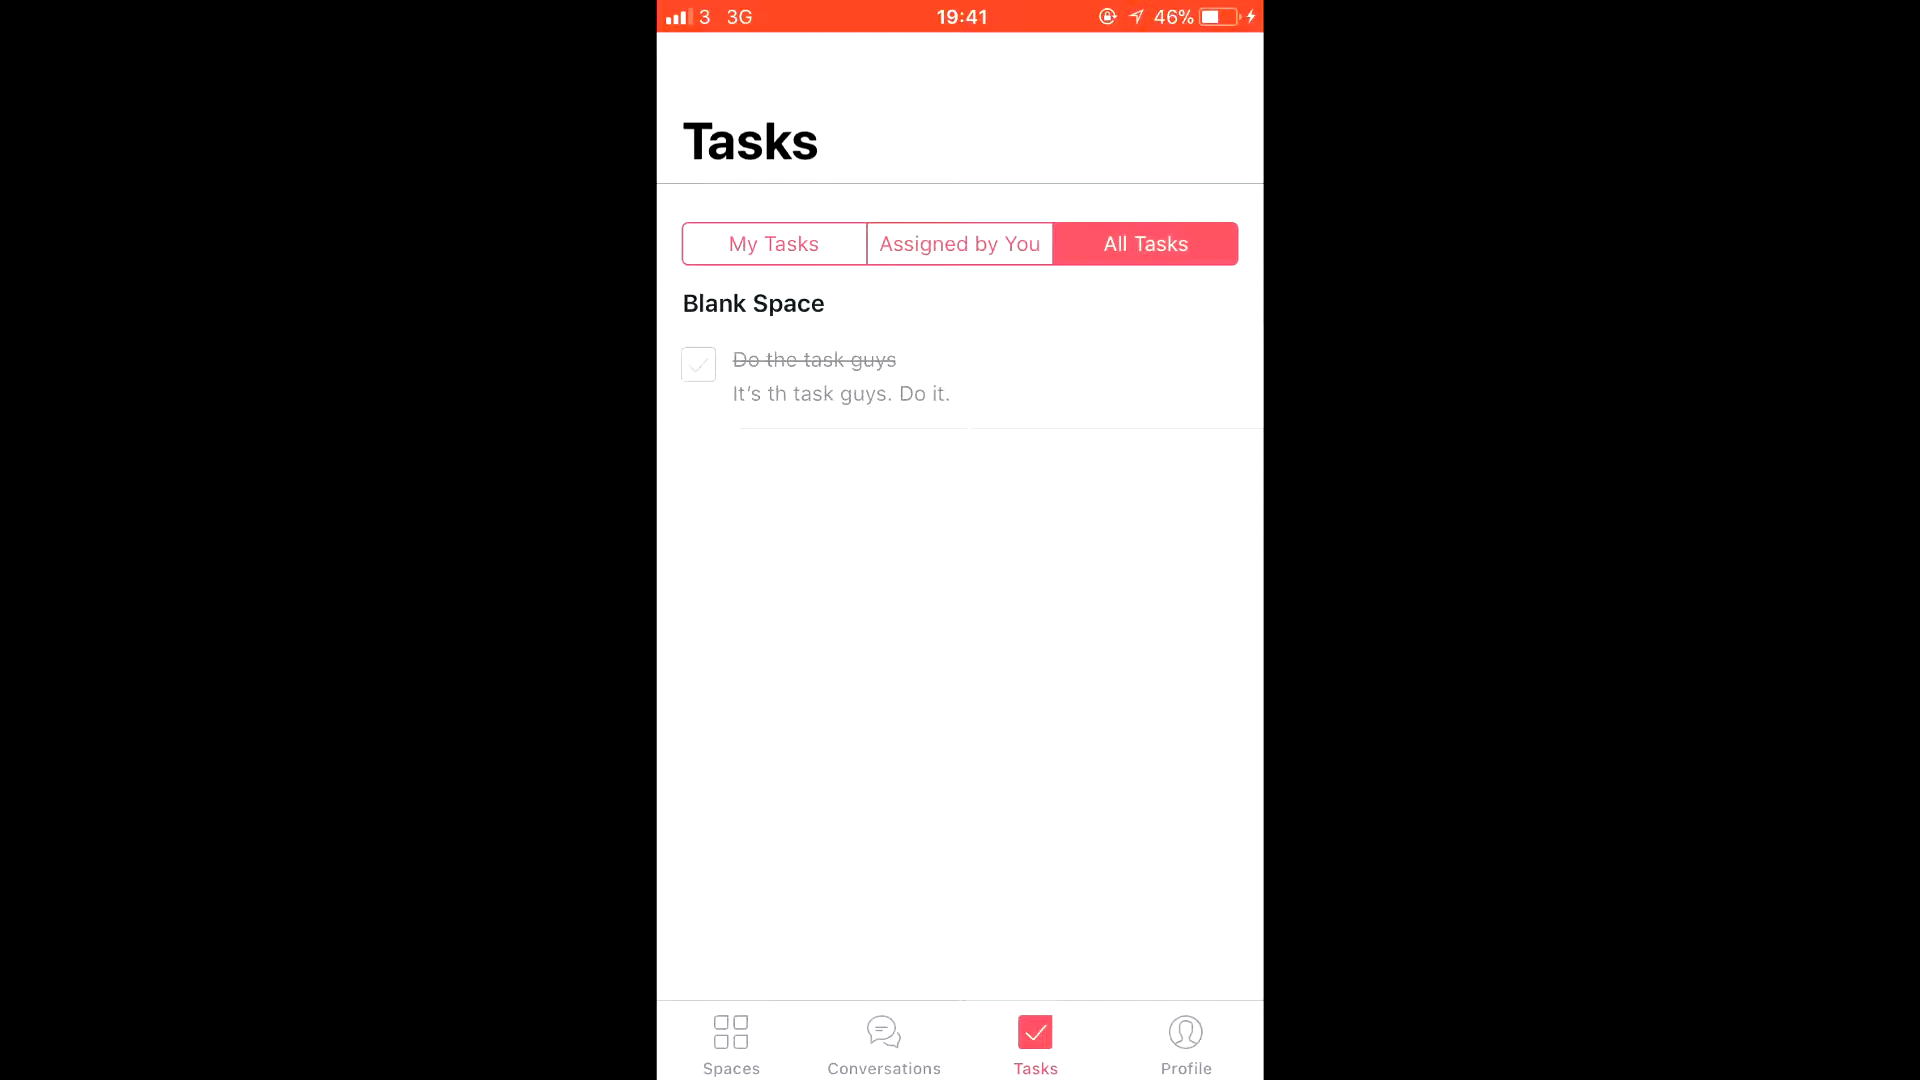 3 3G 19:41 46%
Tasks
My Tasks Assigned by You All Tasks
Blank Space
Do the task guys
It's th task guys. Do it.
Spaces Conversations Tasks Profile